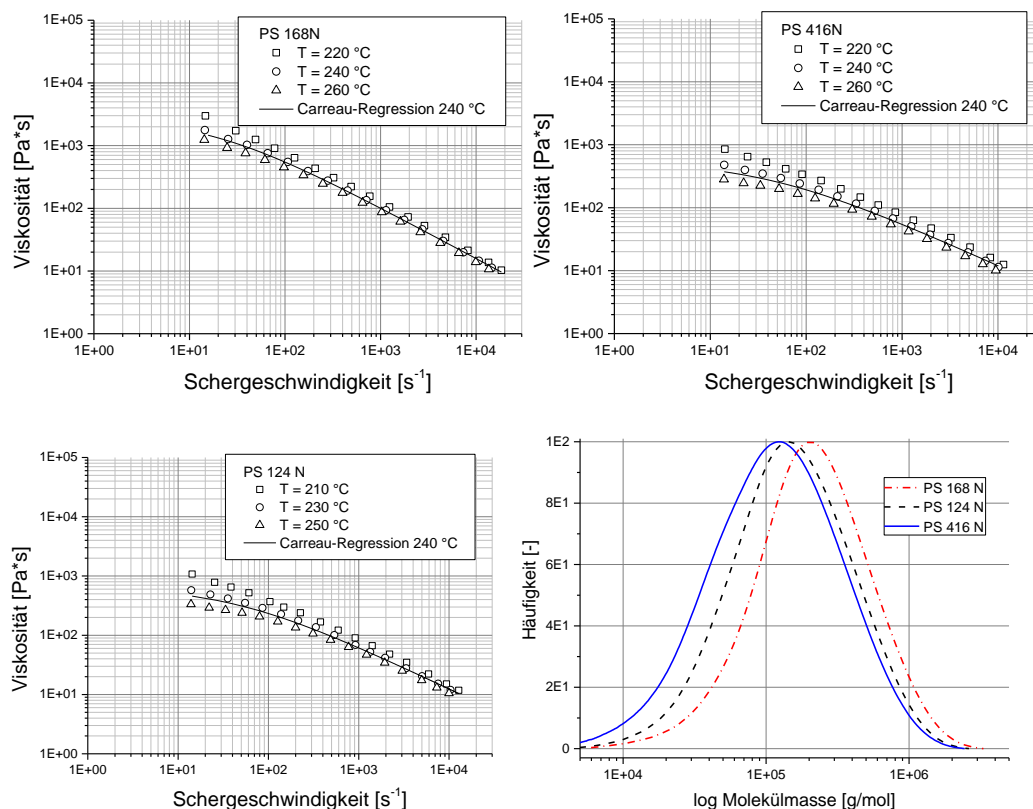 PS 168N
T = 220 °C
T = 240 °C
T = 260 °C
Carreau-Regression 240 °C
1E+05
1E+04
1E+03
1E+02
1E+01
1E+00
Viskosität [Pa*s]
1E+00 1E+01 1E+02 1E+03 1E+04
Schergeschwindigkeit [s-1]
PS 416N
T = 220 °C
T = 240 °C
T = 260 °C
Carreau-Regression 240 °C
1E+05
1E+04
1E+03
1E+02
1E+01
1E+00
Viskosität [Pa*s]
1E+00 1E+01 1E+02 1E+03 1E+04
Schergeschwindigkeit [s-1]
PS 124 N
T = 210 °C
T = 230 °C
T = 250 °C
Carreau-Regression 240 °C
1E+05
1E+04
1E+03
1E+02
1E+01
1E+00
Viskosität [Pa*s]
1E+00 1E+01 1E+02 1E+03 1E+04
Schergeschwindigkeit [s-1]
PS 168 N
PS 124 N
PS 416 N
1E2
8E1
6E1
4E1
2E1
0
Häufigkeit [-]
1E+04 1E+05 1E+06
log Molekülmasse [g/mol]